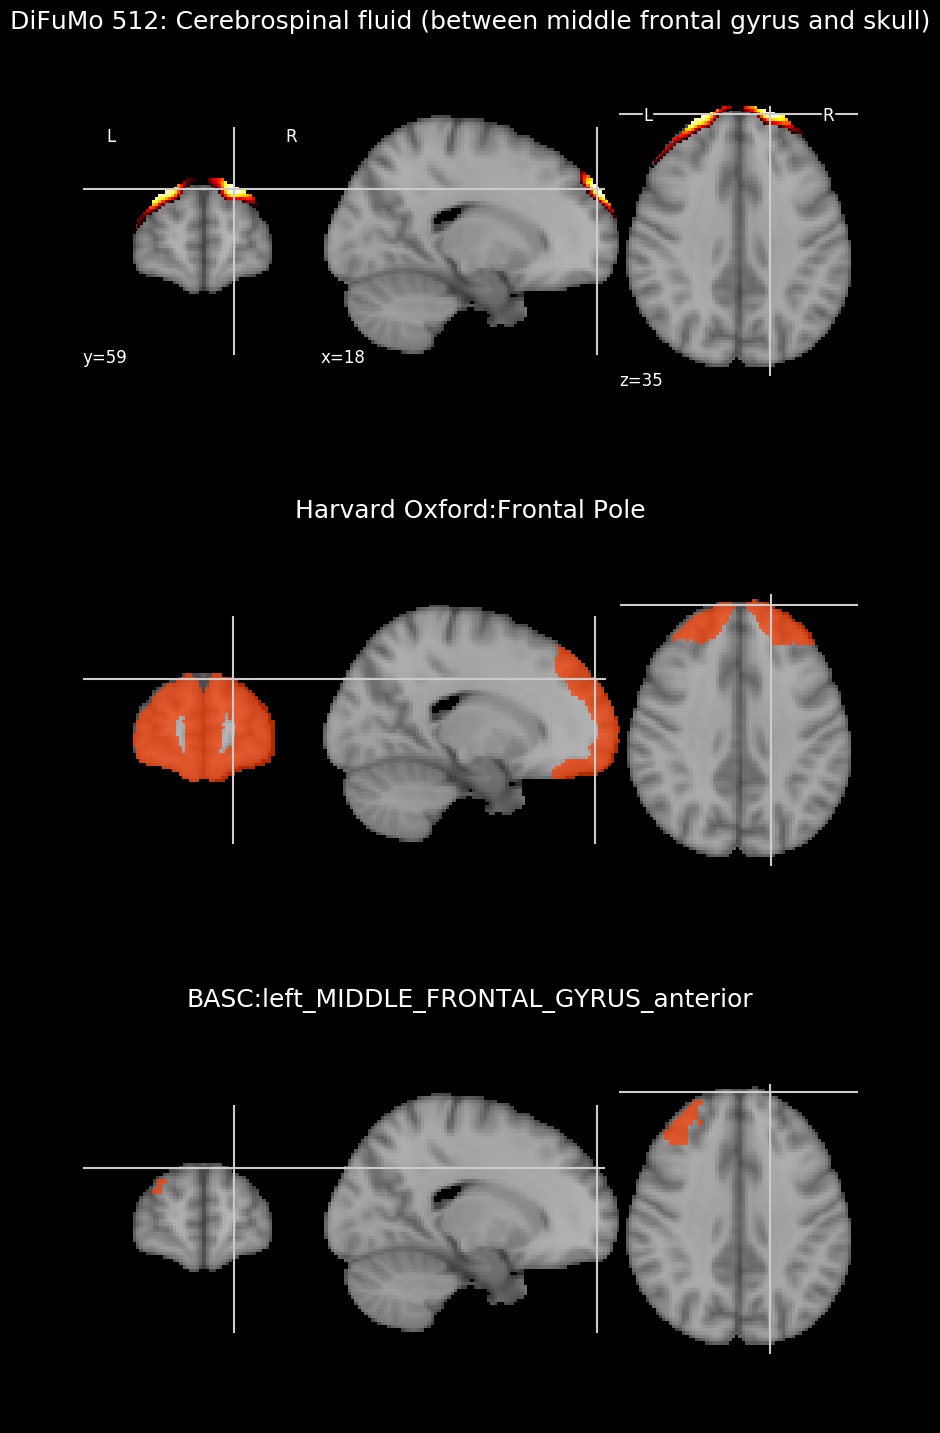 DiFuMo 512: Cerebrospinal fluid (between middle frontal gyrus and skull)
L R
L R
y=59
x=18
z=35
Harvard Oxford:Frontal Pole
BASC:left_MIDDLE_FRONTAL_GYRUS_anterior